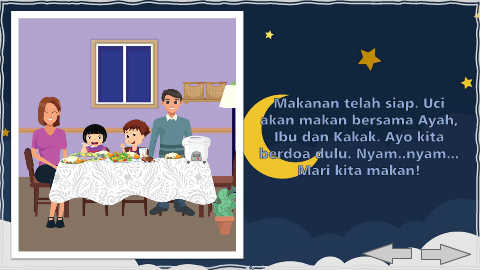 Makanan telah siap. Uci
akan makan bersama Ayah,
Ibu dan Kakak. Ayo kita
berdoa dulu. Nyam..nyam...
Mari kita makan!